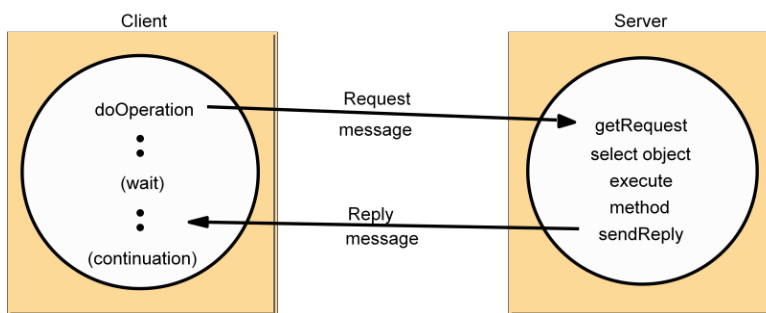 Client
Server
doOperation
(wait)
(continuation)
Request
message
Reply
message
getRequest
select object
execute
method
sendReply